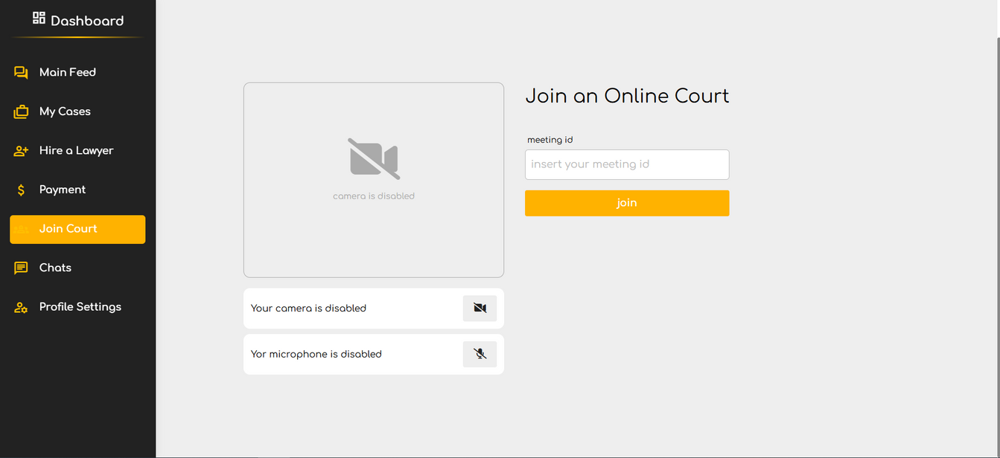 Dashboard
Main Feed
My Cases
Hire a Lawyer
Payment
Join Court
Chats
Profile Settings
camera is disabled
Your camera is disabled
Yor microphone is disabled
Join an Online Court
meeting id
insert your meeting id
join